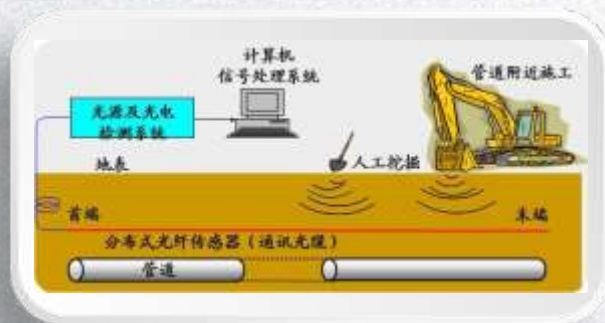 计算机
信号处理系统
管道附近施工
光源及光电
检测系统
地表
人工挖掘
首端
末端
分布式光纤传感器（通讯光缆）
管道